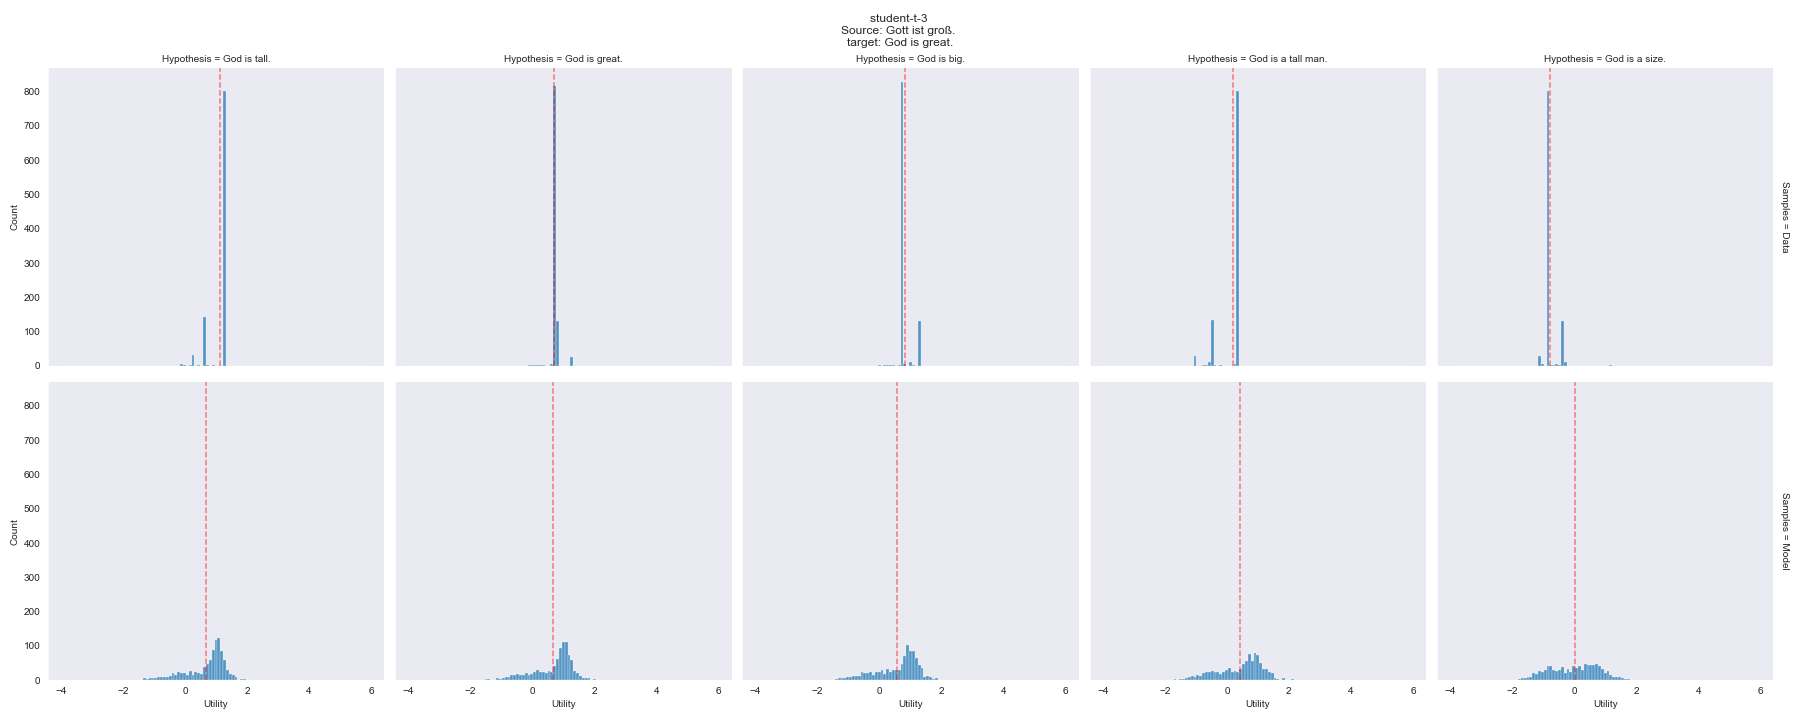 student-t-3
Source: Gott ist groß.
target: God is great.
Hypothesis = God is tall.
Hypothesis = God is great.
Hypothesis = God is big.
Hypothesis = God is a tall man.
Hypothesis = God is a size.
800
700
600
500
400
300
200
100
0
Count
Samples = Data
800
700
600
500
400
300
200
100
0
Count
Samples = Model
−4 −2 0 2 4 6
−4 −2 0 2 4 6
−4 −2 0 2 4 6
−4 −2 0 2 4 6
−4 −2 0 2 4 6
Utility
Utility
Utility
Utility
Utility